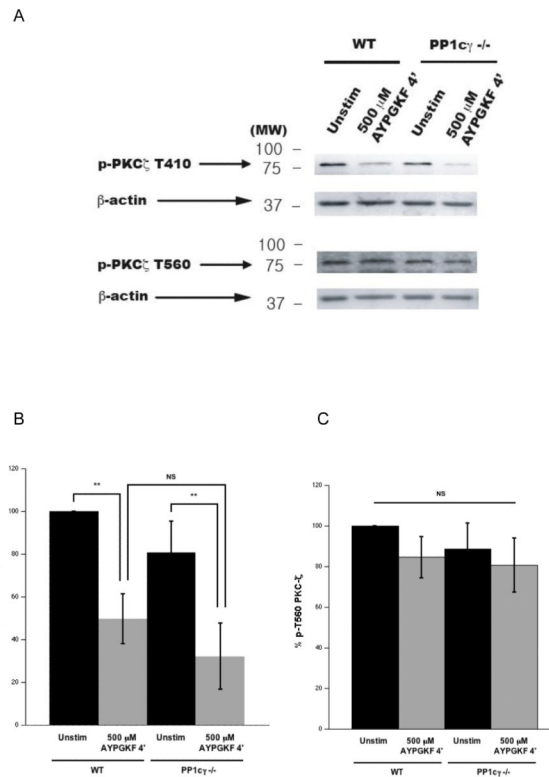 A
WT
PP1cγ -/-
Unstim
500 μM
AYPGKF 4'
Unstim
500 μM
AYPGKF 4'
(MW)
100 –
p-PKCζ T410
75 –
β-actin
37 –
100 –
p-PKCζ T560
75 –
β-actin
37 –
B
120
100
80
60
40
20
0
**
NS
**
Unstim
500 μM
AYPGKF 4'
Unstim
500 μM
AYPGKF 4'
WT
PP1cγ -/-
C
% p-T560 PKC-ζ
120
100
80
60
40
20
0
NS
Unstim
500 μM
AYPGKF 4'
Unstim
500 μM
AYPGKF 4'
WT
PP1cγ -/-